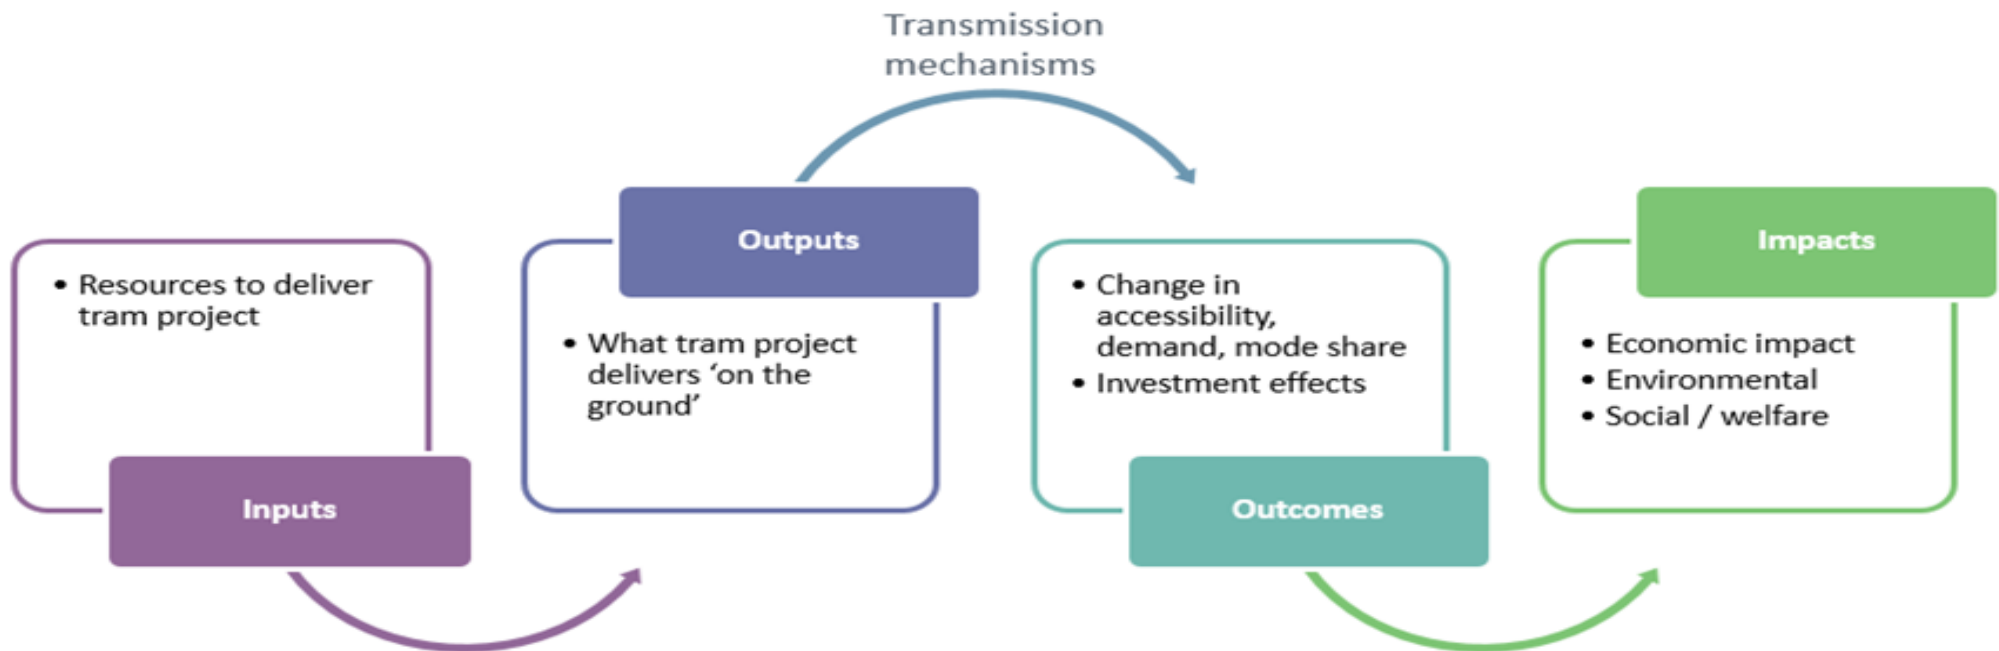 Transmission
mechanisms
• Resources to deliver
tram project
Inputs
Outputs
• What tram project
delivers ‘on the
ground’
• Change in
accessibility,
demand, mode share
• Investment effects
Outcomes
Impacts
• Economic impact
• Environmental
• Social / welfare